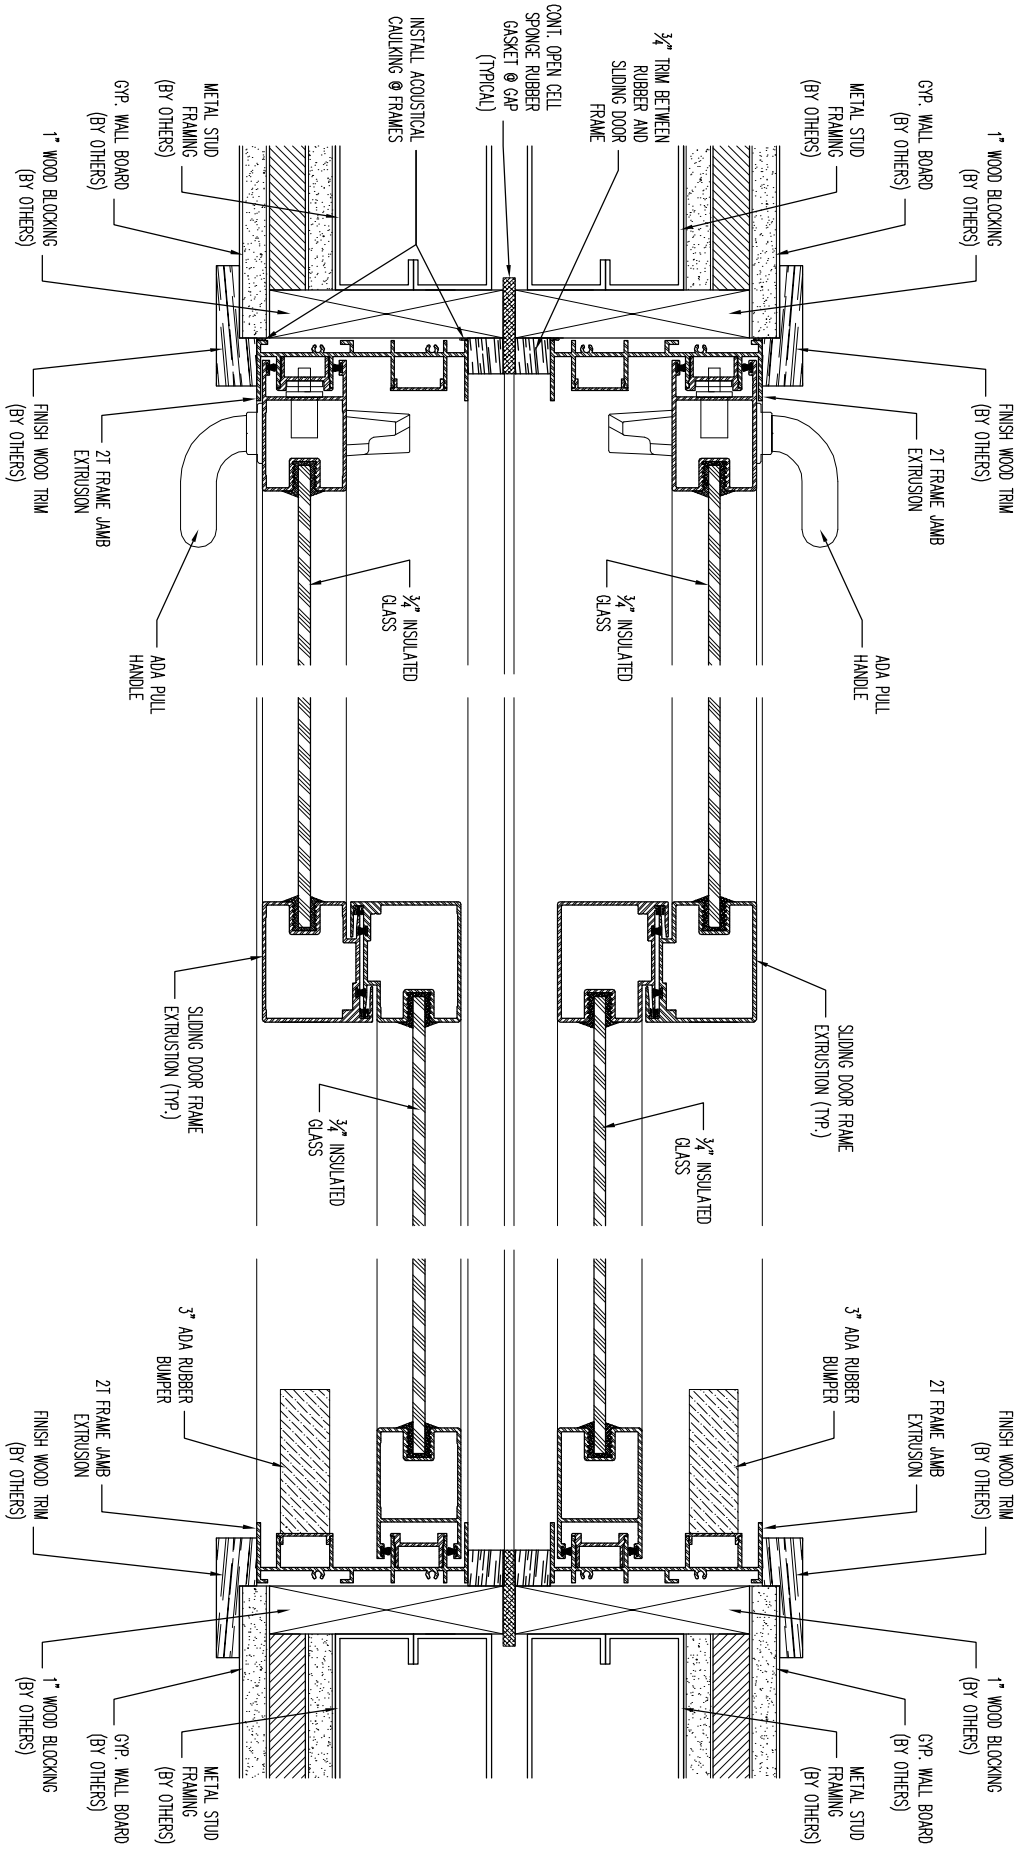 1" WOOD BLOCKING
(BY OTHERS)
GYP. WALL BOARD
(BY OTHERS)
METAL STUD
FRAMING
(BY OTHERS)
FINISH WOOD TRIM
(BY OTHERS)
2T FRAME JAMB
EXTRUSION
ADA PULL
HANDLE
¾" INSULATED
GLASS
SLIDING DOOR FRAME
EXTRUSTION (TYP.)
¾" INSULATED
GLASS
3" ADA RUBBER
BUMPER
2T FRAME JAMB
EXTRUSION
FINISH WOOD TRIM
(BY OTHERS)
1" WOOD BLOCKING
(BY OTHERS)
GYP. WALL BOARD
(BY OTHERS)
METAL STUD
FRAMING
(BY OTHERS)
¾" TRIM BETWEEN
RUBBER AND
SLIDING DOOR
FRAME
CONT. OPEN CELL
SPONGE RUBBER
GASKET @ GAP
(TYPICAL)
INSTALL ACOUSTICAL
CAULKING @ FRAMES
METAL STUD
FRAMING
(BY OTHERS)
GYP. WALL BOARD
(BY OTHERS)
1" WOOD BLOCKING
(BY OTHERS)
FINISH WOOD TRIM
(BY OTHERS)
2T FRAME JAMB
EXTRUSION
ADA PULL
HANDLE
¾" INSULATED
GLASS
SLIDING DOOR FRAME
EXTRUSTION (TYP.)
¾" INSULATED
GLASS
3" ADA RUBBER
BUMPER
2T FRAME JAMB
EXTRUSION
FINISH WOOD TRIM
(BY OTHERS)
METAL STUD
FRAMING
(BY OTHERS)
GYP. WALL BOARD
(BY OTHERS)
1" WOOD BLOCKING
(BY OTHERS)